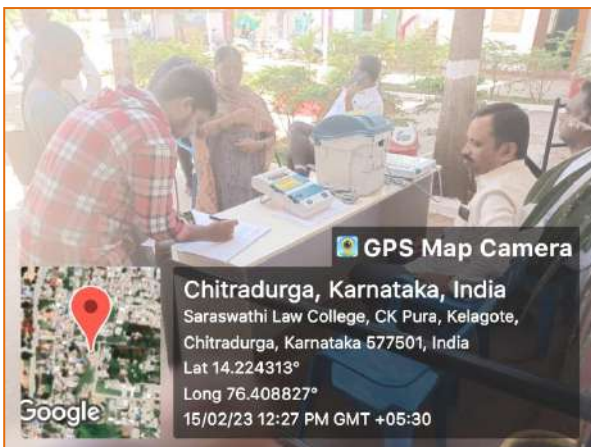 GPS Map Camera
Chitradurga, Karnataka, India
Saraswathi Law College, CK Pura, Kelagote,
Chitradurga, Karnataka 577501, India
Lat 14.224313°
Long 76.408827°
15/02/23 12:27 PM GMT +05:30
Google